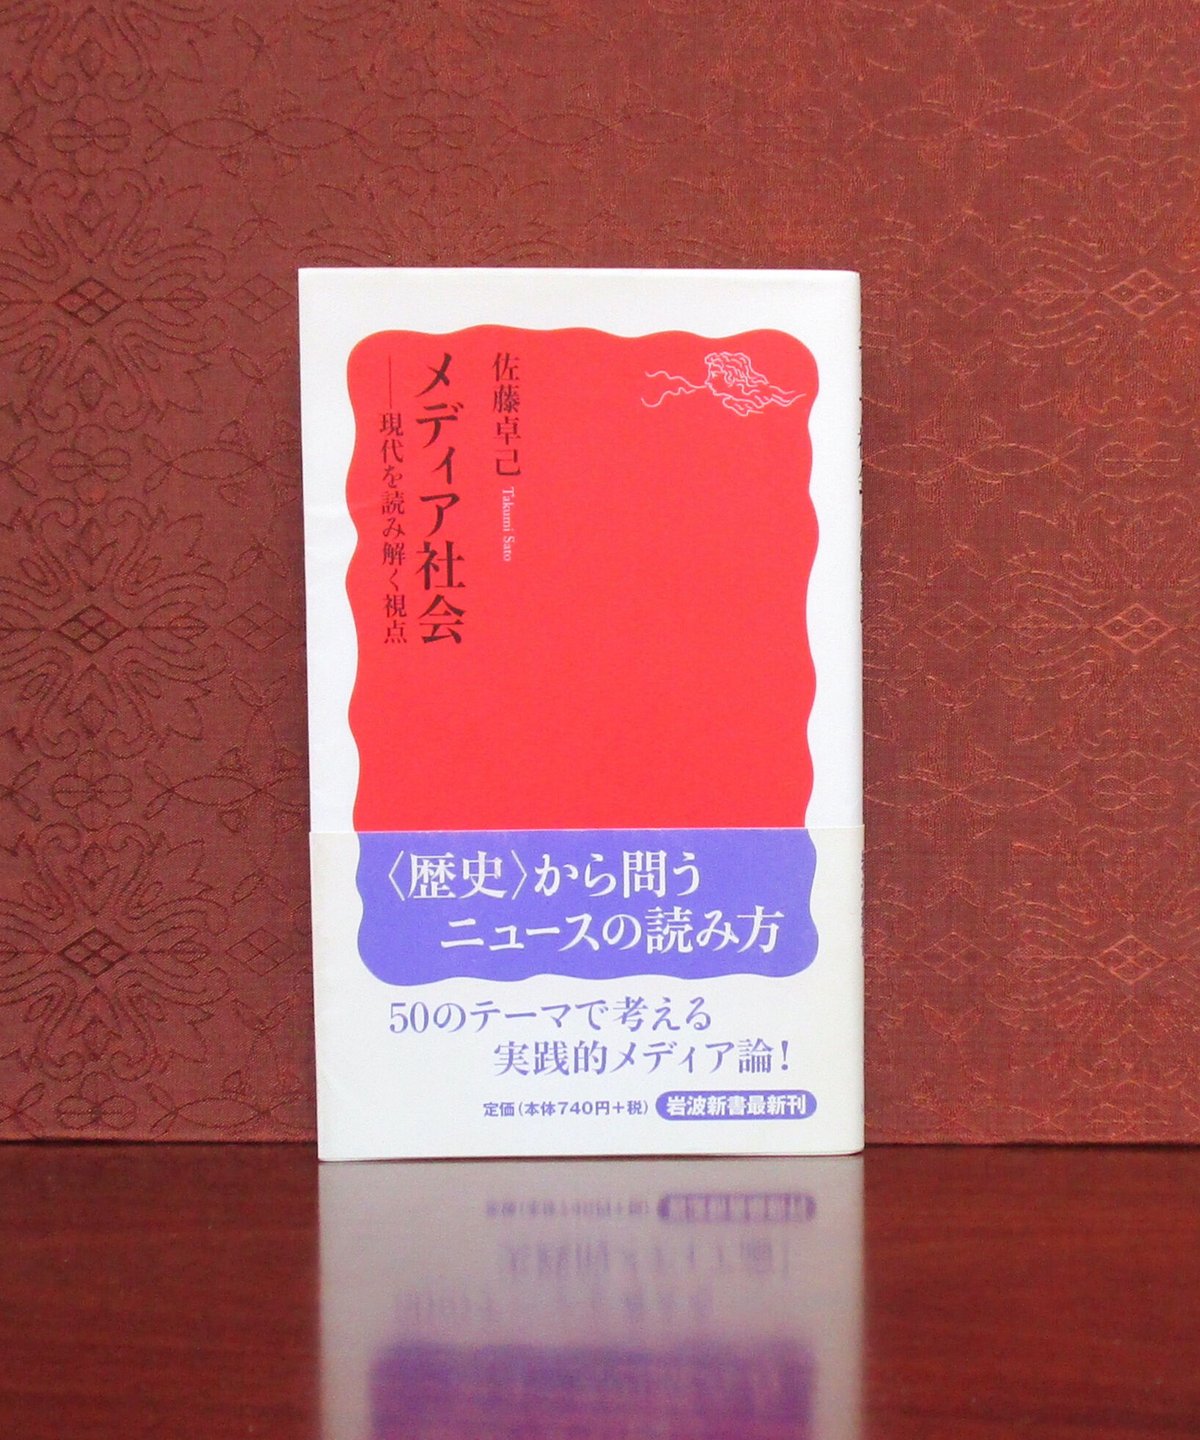 佐藤卓己 Takumi Sato
メディア社会
──現代を読み解く視点
〈歴史〉から問う
ニュースの読み方
50のテーマで考える
実践的メディア論!
定価(本体740円+税) 岩波新書最新刊